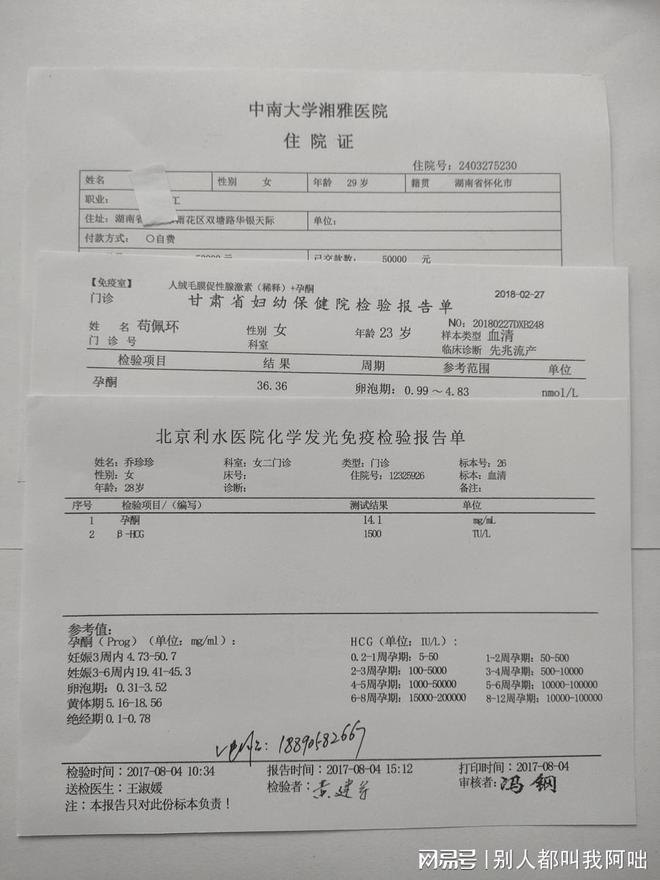 中南大学湘雅医院
住院证
住院号：2403275230
姓名 性别 女 年龄 29岁 籍贯 湖南省怀化市
职业： 工
住址：湖南省 雨花区双塘路华银天际 单位：
付款方式： ○自费
50000 元 已交款数： 50000 元
【免疫室】 人绒毛膜促性腺激素（稀释）+孕酮 2018-02-27
门诊 甘肃省妇幼保健院检验报告单
姓 名 苟佩环 性别 女 年龄 23岁 NO：20180227DXB248
门 诊 号 科室 样本类型 血清
临床诊断 先兆流产
检验项目 结 果 周期 参考范围 单位
孕酮 36.36 卵泡期：0.99～4.83 nmol/L
北京利水医院化学发光免疫检验报告单
姓名：乔珍珍 科室：女二门诊 类型：门诊 标本号：26
性别：女 床号： 住院号：12325926 标本：血清
年龄：28岁 诊断： 备注：
序号 检验项目/（编写） 测试结果 单位
1 孕酮 14.1 mg/mL
2 β-HCG 1500 TU/L
参考值：
孕酮（Prog）（单位：mg/ml）： HCG（单位：IU/L）：
妊娠3周内 4.73-50.7 0.2-1周孕期：5-50 1-2周孕期：50-500
姓娠3-6周内 19.41-45.3 2-3周孕期：100-5000 3-4周孕期：500-10000
卵泡期：0.31-3.52 4-5周孕期：1000-50000 5-6周孕期：10000-100000
黄体期 5.16-18.56 6-8周孕期：15000-200000 8-12周孕期：10000-100000
绝经期 0.1-0.78
18890582667
检验时间：2017-08-04 10:34 报告时间：2017-08-04 15:12 打印时间：2017-08-04
送检医生：王淑媛 检验者： 审核者：冯钢
注：本报告只对此份标本负责！
网易号 | 别人都叫我阿咄